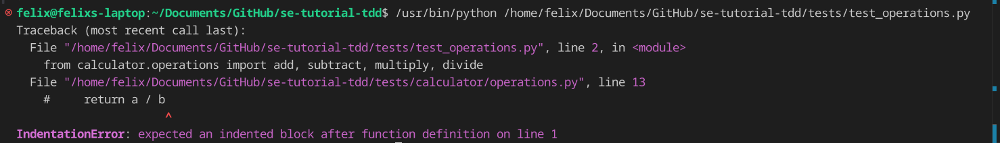 felix@felixs-laptop:~/Documents/GitHub/se-tutorial-tdd$ /usr/bin/python /home/felix/Documents/GitHub/se-tutorial-tdd/tests/test_operations.py
Traceback (most recent call last):
  File "/home/felix/Documents/GitHub/se-tutorial-tdd/tests/test_operations.py", line 2, in <module>
    from calculator.operations import add, subtract, multiply, divide
  File "/home/felix/Documents/GitHub/se-tutorial-tdd/tests/calculator/operations.py", line 13
    #     return a / b
                      ^
IndentationError: expected an indented block after function definition on line 1